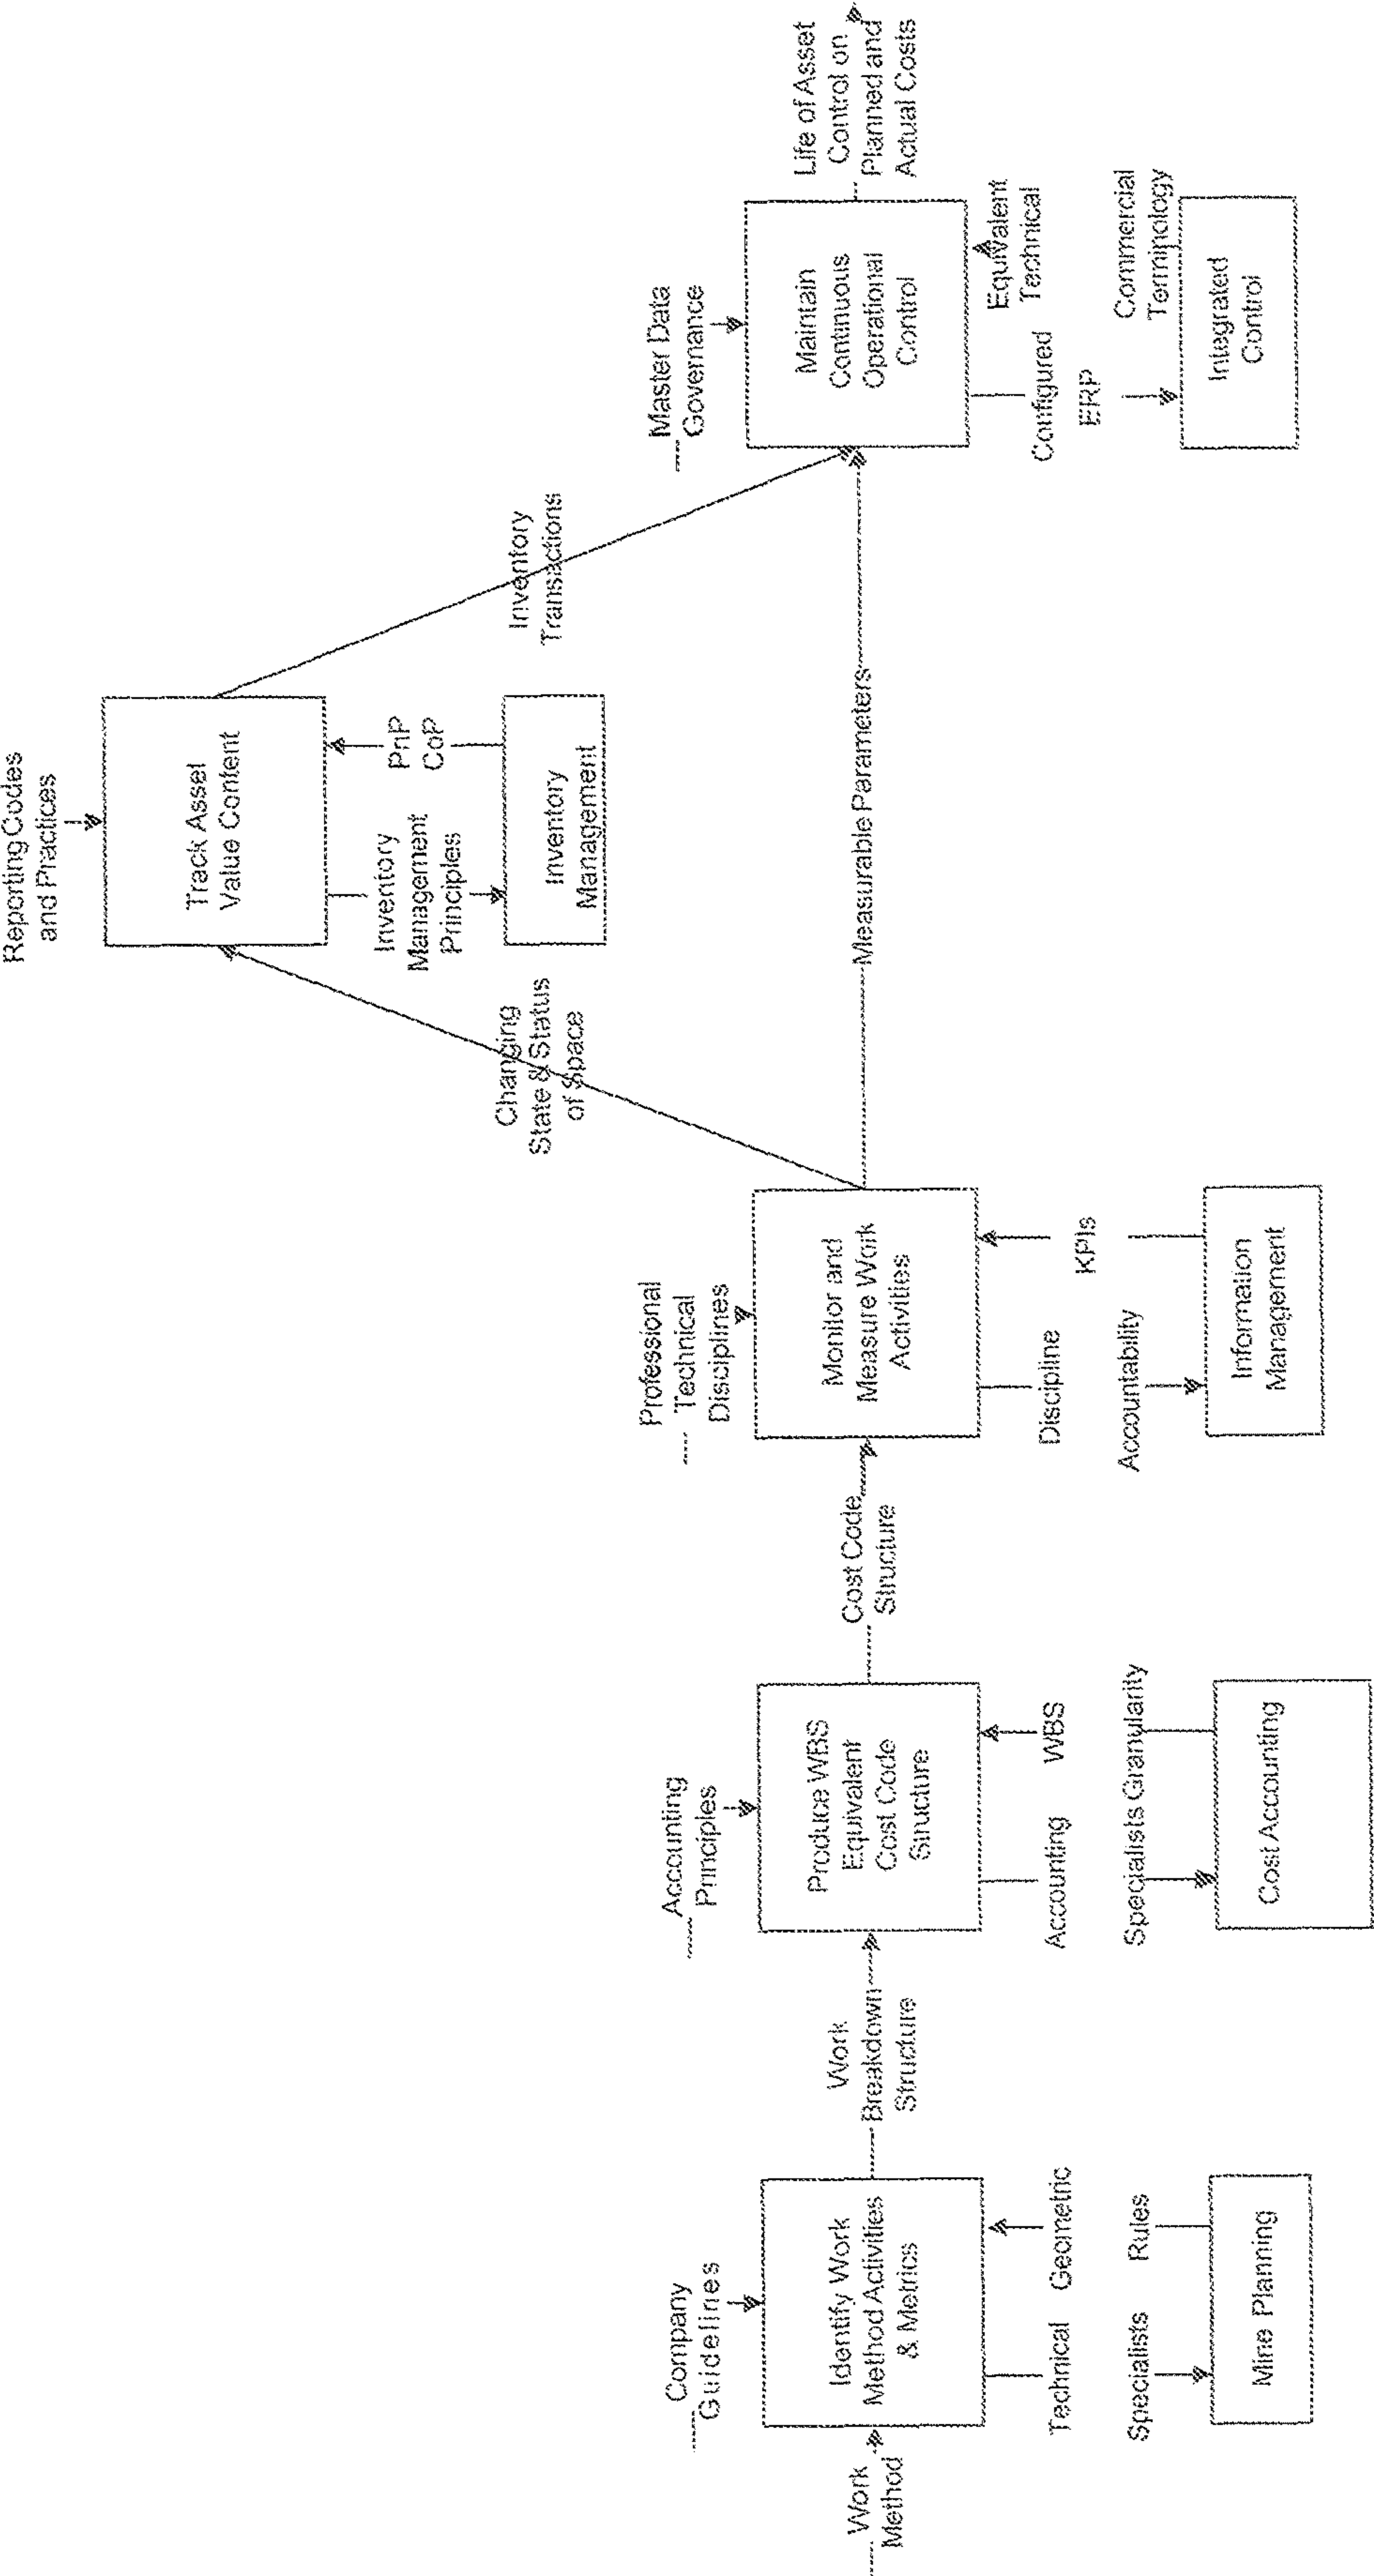 Work
Method
Company
Guidelines
Identify Work
Method Activities
& Metrics
Technical
Specialists
Geometric
Rules
Mine Planning
Work
Breakdown
Structure
Accounting
Principles
Produce WBS
Equivalent
Cost Code
Structure
Accounting
Specialists
WBS
Granularity
Cost Accounting
Cost Code
Structure
Professional
Technical
Disciplines
Monitor and
Measure Work
Activities
Discipline
Accountability
KPIs
Information
Management
Changing
State & Status
of Space
Measurable Parameters
Reporting Codes
and Practices
Track Asset
Value Content
Inventory
Management
Principles
PnP
CoP
Inventory
Management
Inventory
Transactions
Master Data
Governance
Maintain
Continuous
Operational
Control
Configured
ERP
Equivalent
Technical
Commercial
Terminology
Integrated
Control
Life of Asset
Control on
Planned and
Actual Costs